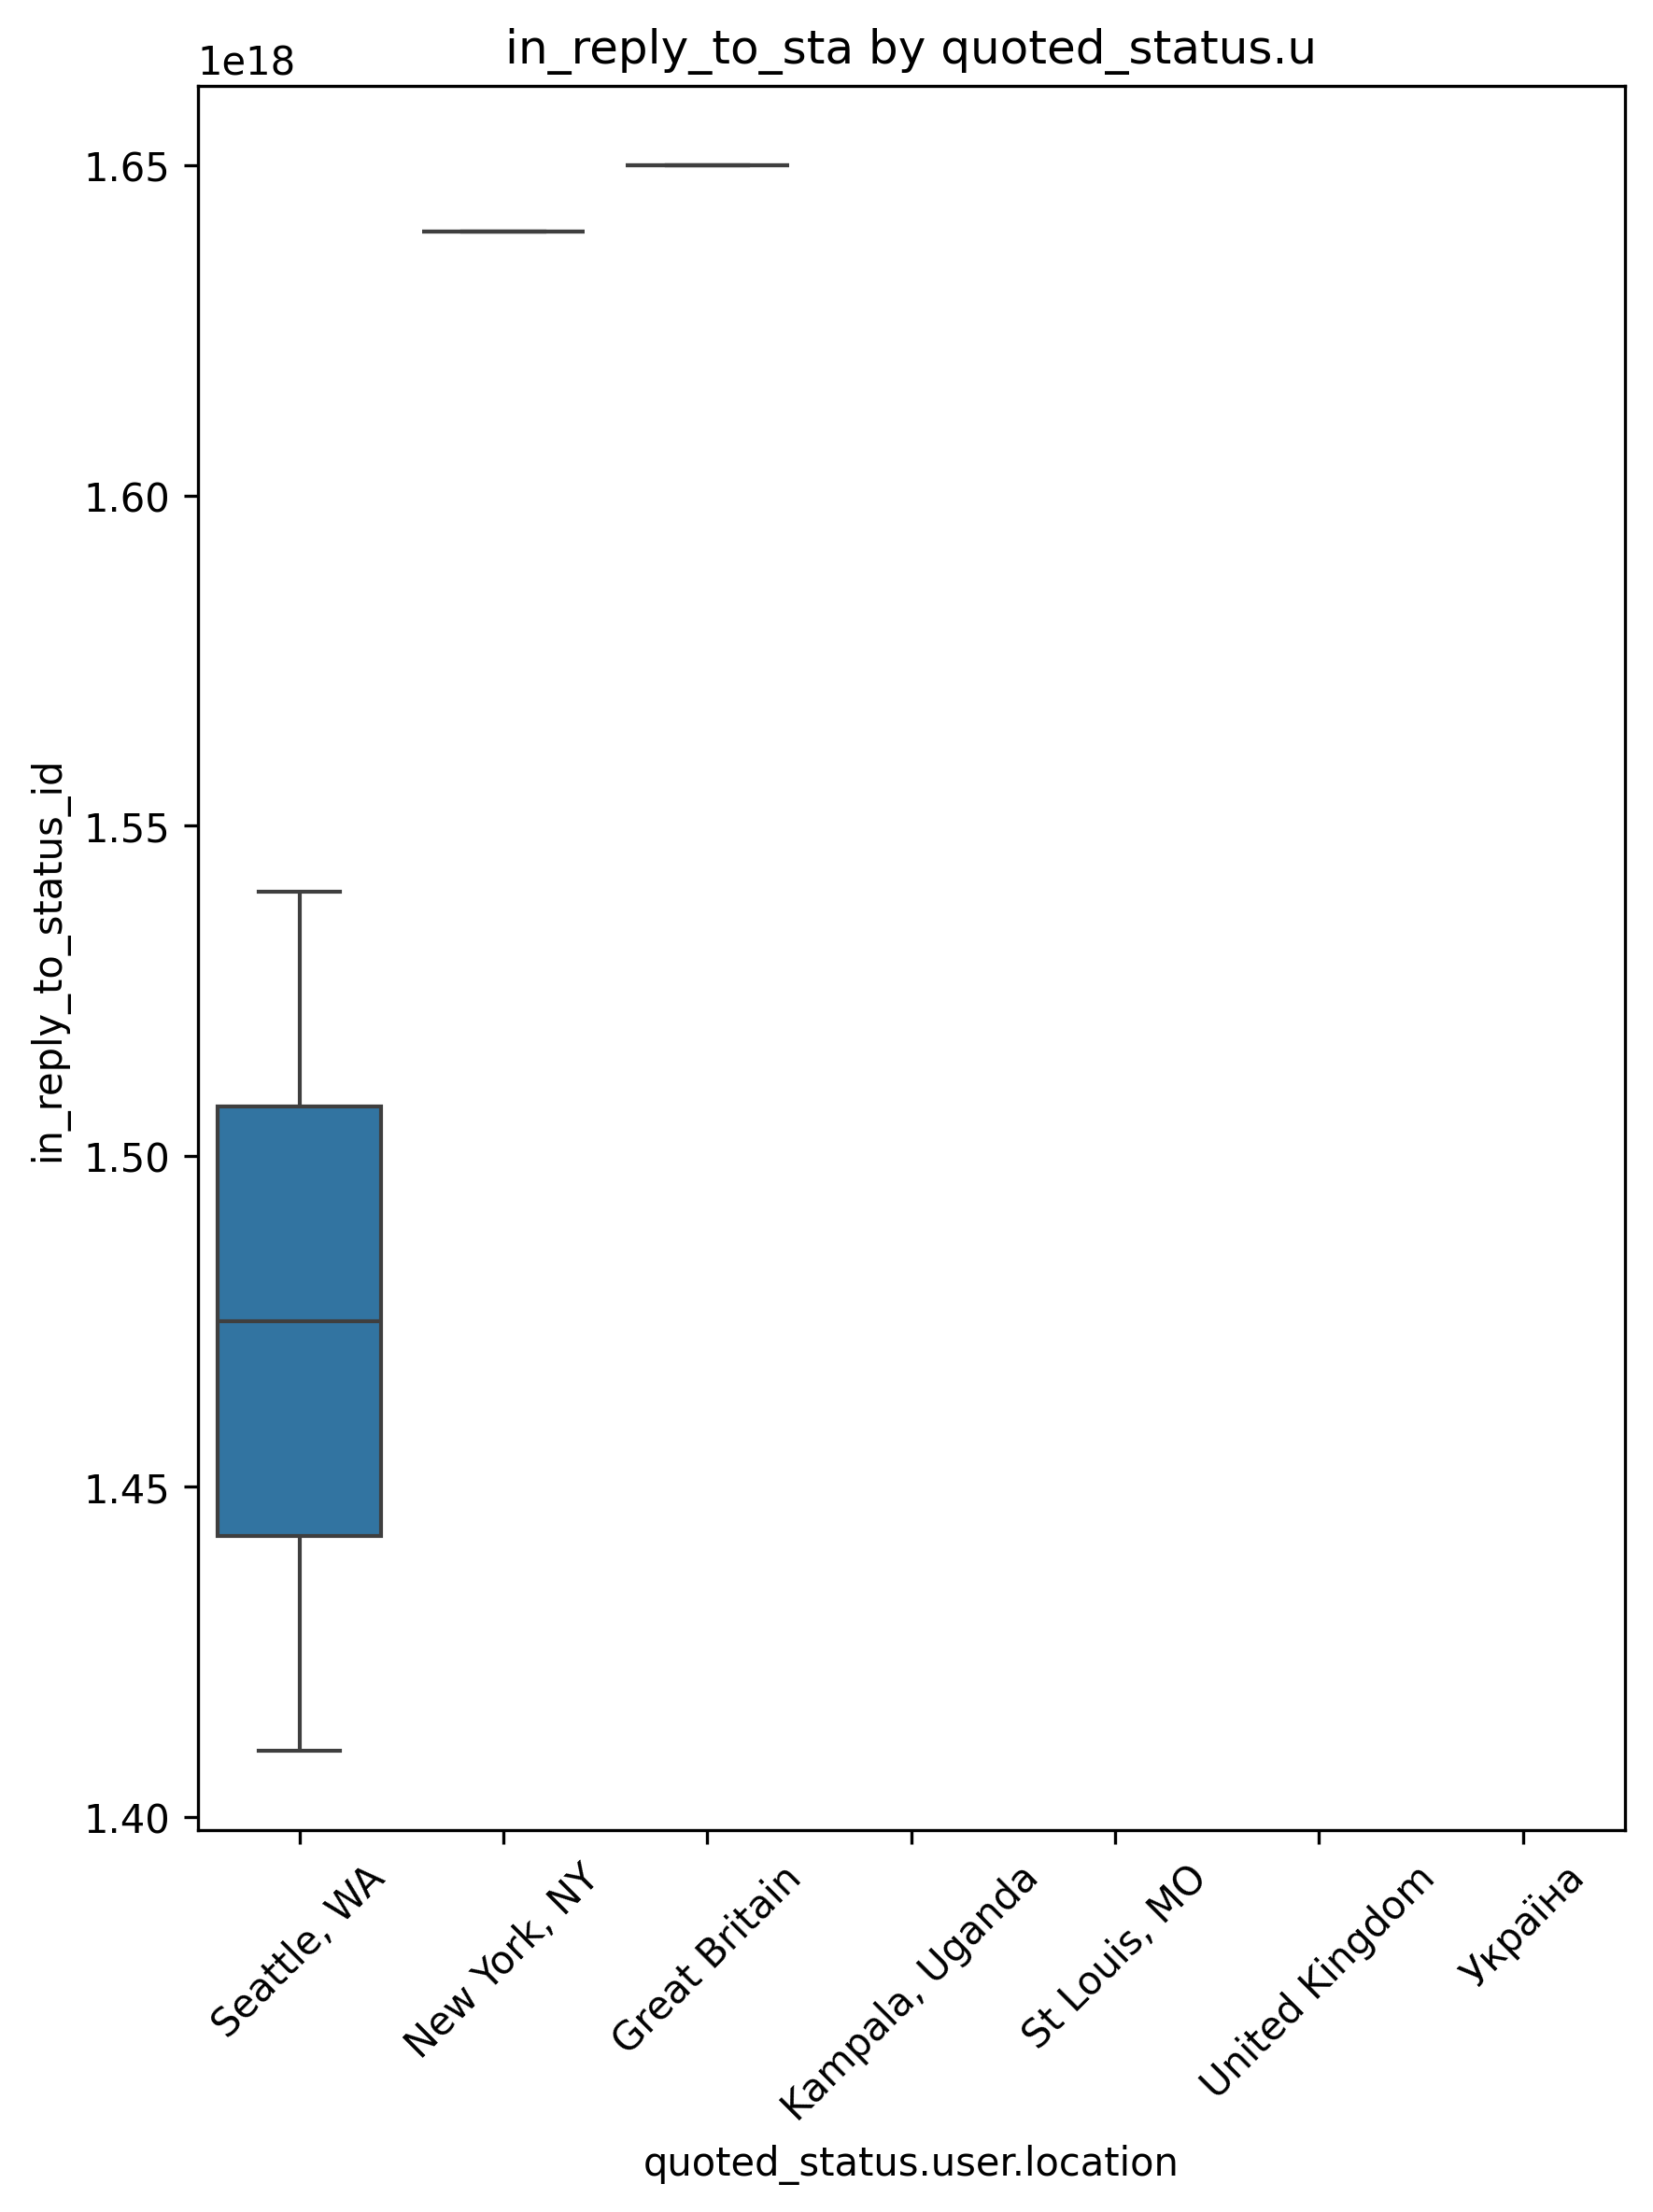 in_reply_to_sta by quoted_status.u
1e18
1.65
1.60
1.55
1.50
1.45
1.40
in_reply_to_status_id
Seattle, WA
New York, NY
Great Britain
Kampala, Uganda
St Louis, MO
United Kingdom
Україна
quoted_status.user.location